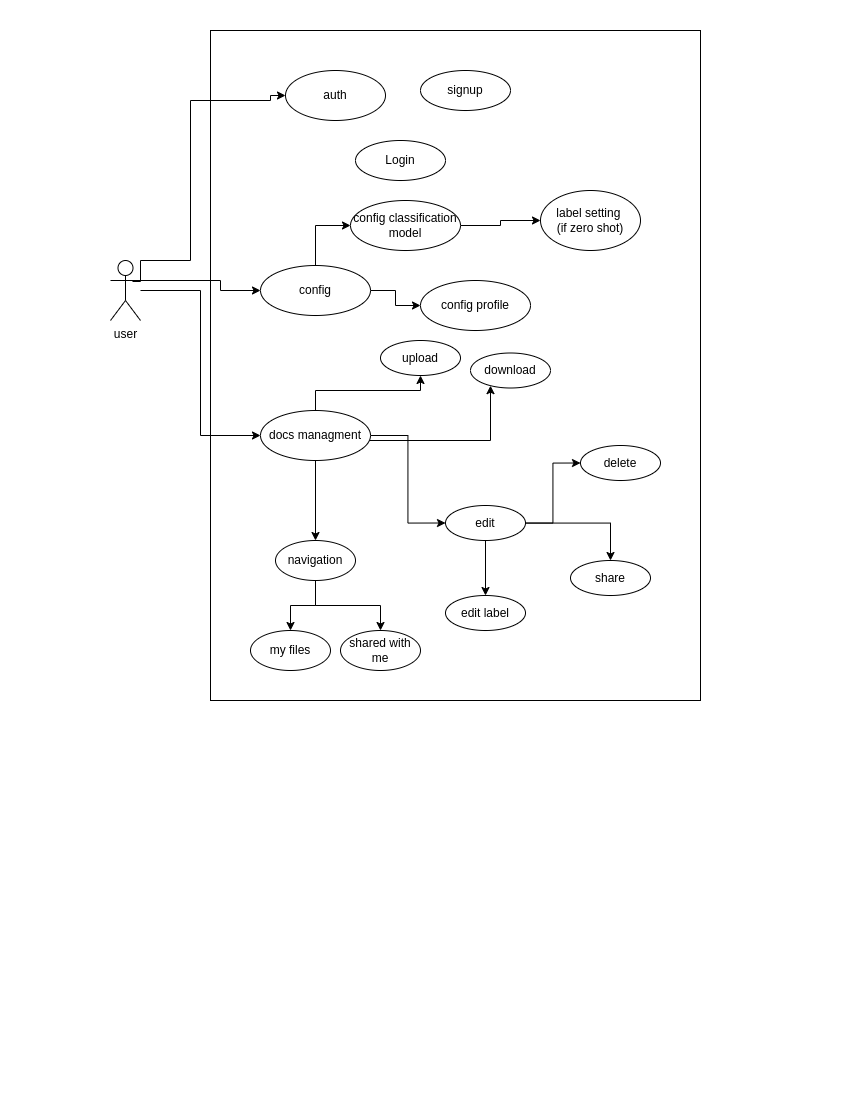 auth
signup
Login
config classification
model
label setting
(if zero shot)
config
config profile
user
upload
download
docs managment
delete
edit
navigation
share
edit label
my files
shared with
me